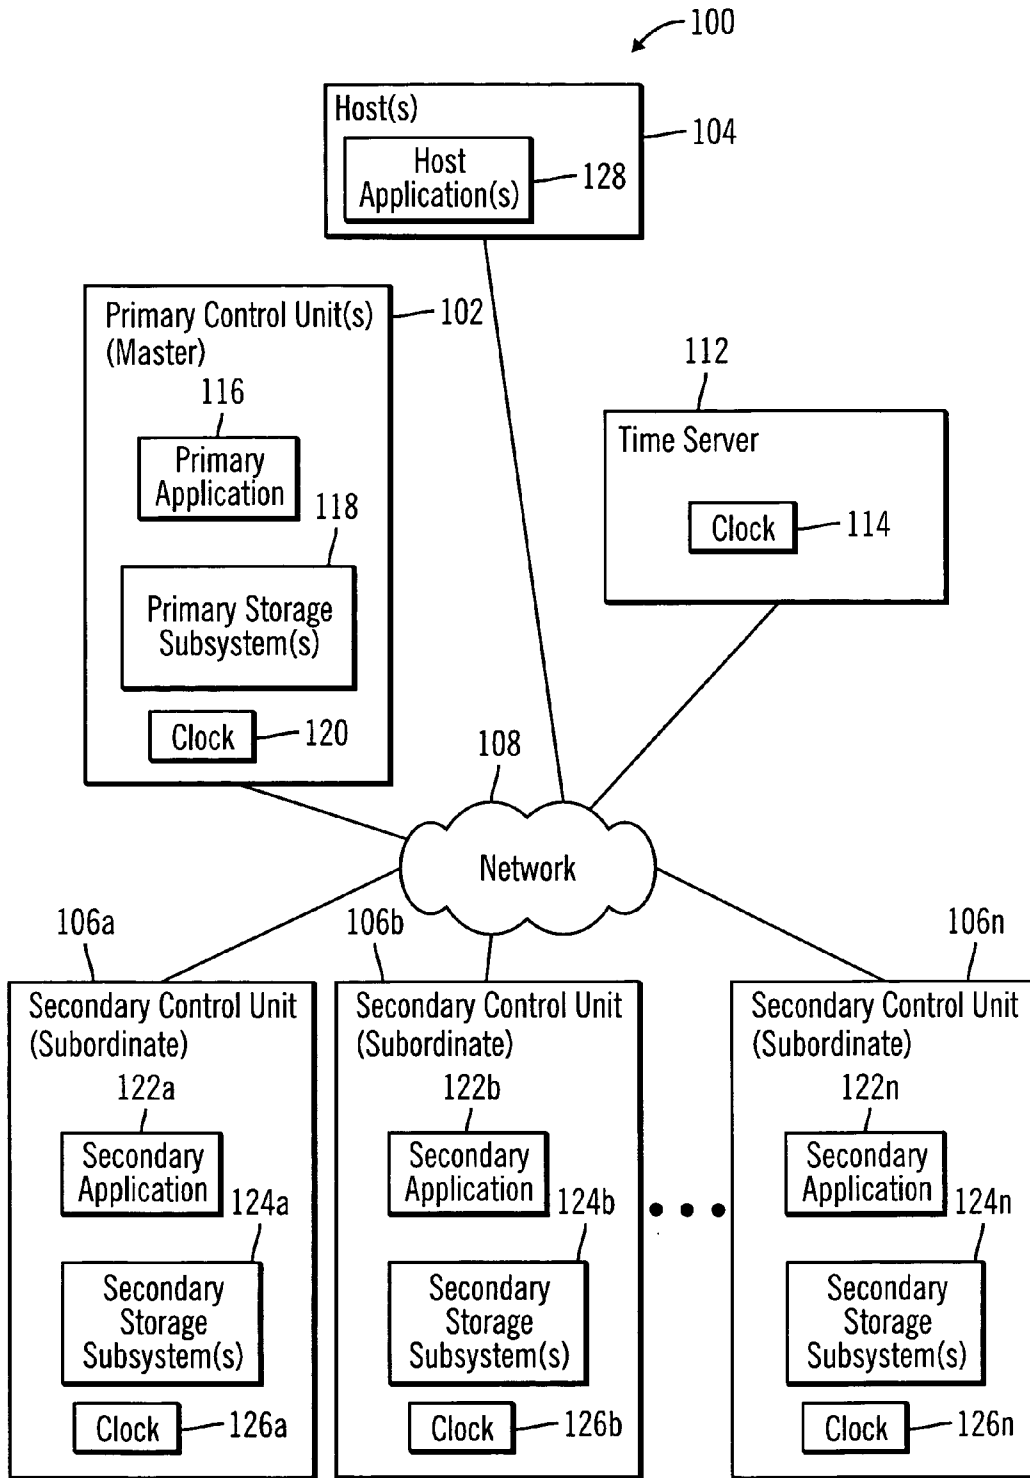 100
Host(s)
104
Host
Application(s)
128
Primary Control Unit(s)
(Master)
102
116
Primary
Application
118
Primary Storage
Subsystem(s)
Clock
120
112
Time Server
Clock
114
108
Network
106a
Secondary Control Unit
(Subordinate)
122a
Secondary
Application
124a
Secondary
Storage
Subsystem(s)
Clock
126a
106b
Secondary Control Unit
(Subordinate)
122b
Secondary
Application
124b
Secondary
Storage
Subsystem(s)
Clock
126b
106n
Secondary Control Unit
(Subordinate)
122n
Secondary
Application
124n
Secondary
Storage
Subsystem(s)
Clock
126n